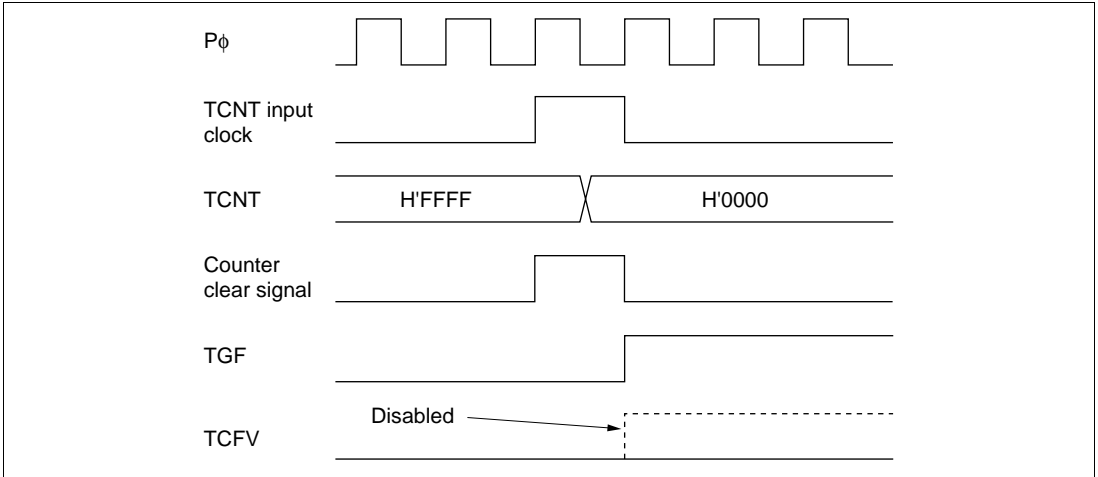 Pϕ
TCNT input
clock
TCNT
H'FFFF
H'0000
Counter
clear signal
TGF
Disabled
TCFV